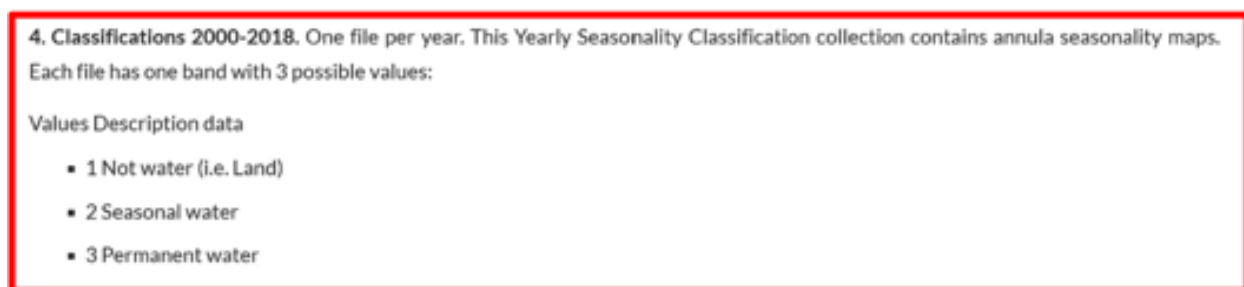 4. Classifications 2000-2018. One file per year. This Yearly Seasonality Classification collection contains annula seasonality maps.
Each file has one band with 3 possible values:
Values Description data
▪ 1 Not water (i.e. Land)
▪ 2 Seasonal water
▪ 3 Permanent water